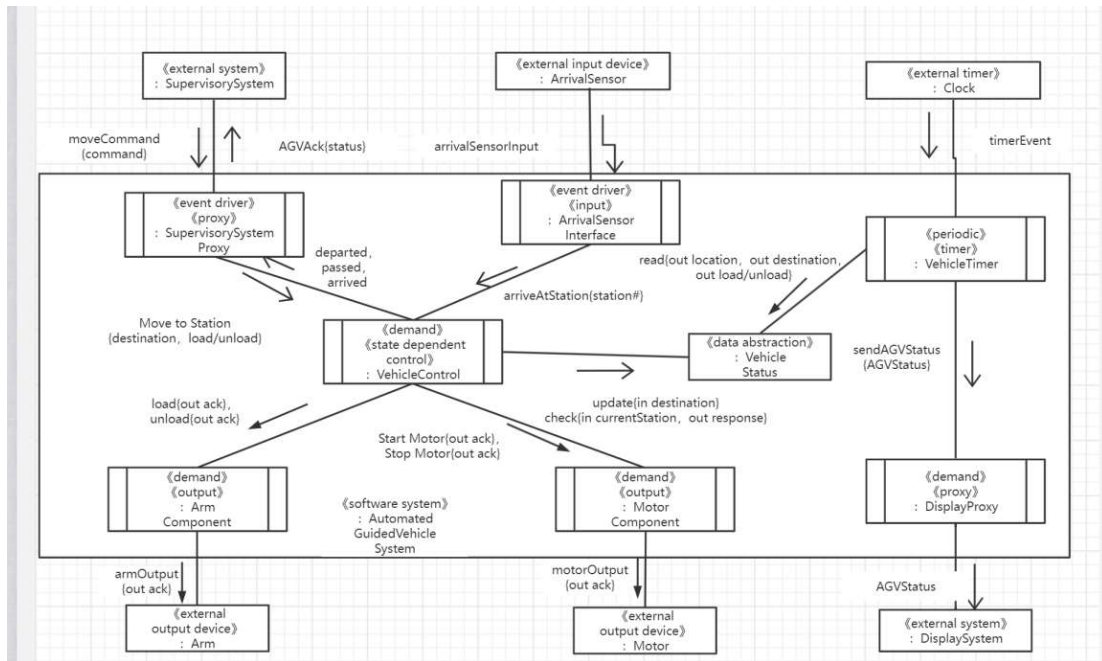 《external system》
: SupervisorySystem
《external input device》
: ArrivalSensor
《external timer》
: Clock
moveCommand
(command)
AGVAck(status)
arrivalSensorInput
timerEvent
《event driver》
《proxy》
: SupervisorySystem
Proxy
《event driver》
《input》
: ArrivalSensor
Interface
《periodic》
《timer》
: VehicleTimer
departed,
passed,
arrived
read(out location, out destination,
out load/unload)
arriveAtStation(station#)
Move to Station
(destination, load/unload)
《demand》
《state dependent
control》
: VehicleControl
《data abstraction》
: Vehicle
Status
sendAGVStatus
(AGVStatus)
load(out ack),
unload(out ack)
update(in destination)
check(in currentStation, out response)
Start Motor(out ack),
Stop Motor(out ack)
《demand》
《output》
: Arm
Component
《software system》
: Automated
GuidedVehicle
System
《demand》
《output》
: Motor
Component
《demand》
《proxy》
: DisplayProxy
armOutput
(out ack)
motorOutput
(out ack)
AGVStatus
《external
output device》
: Arm
《external
output device》
: Motor
《external system》
: DisplaySystem